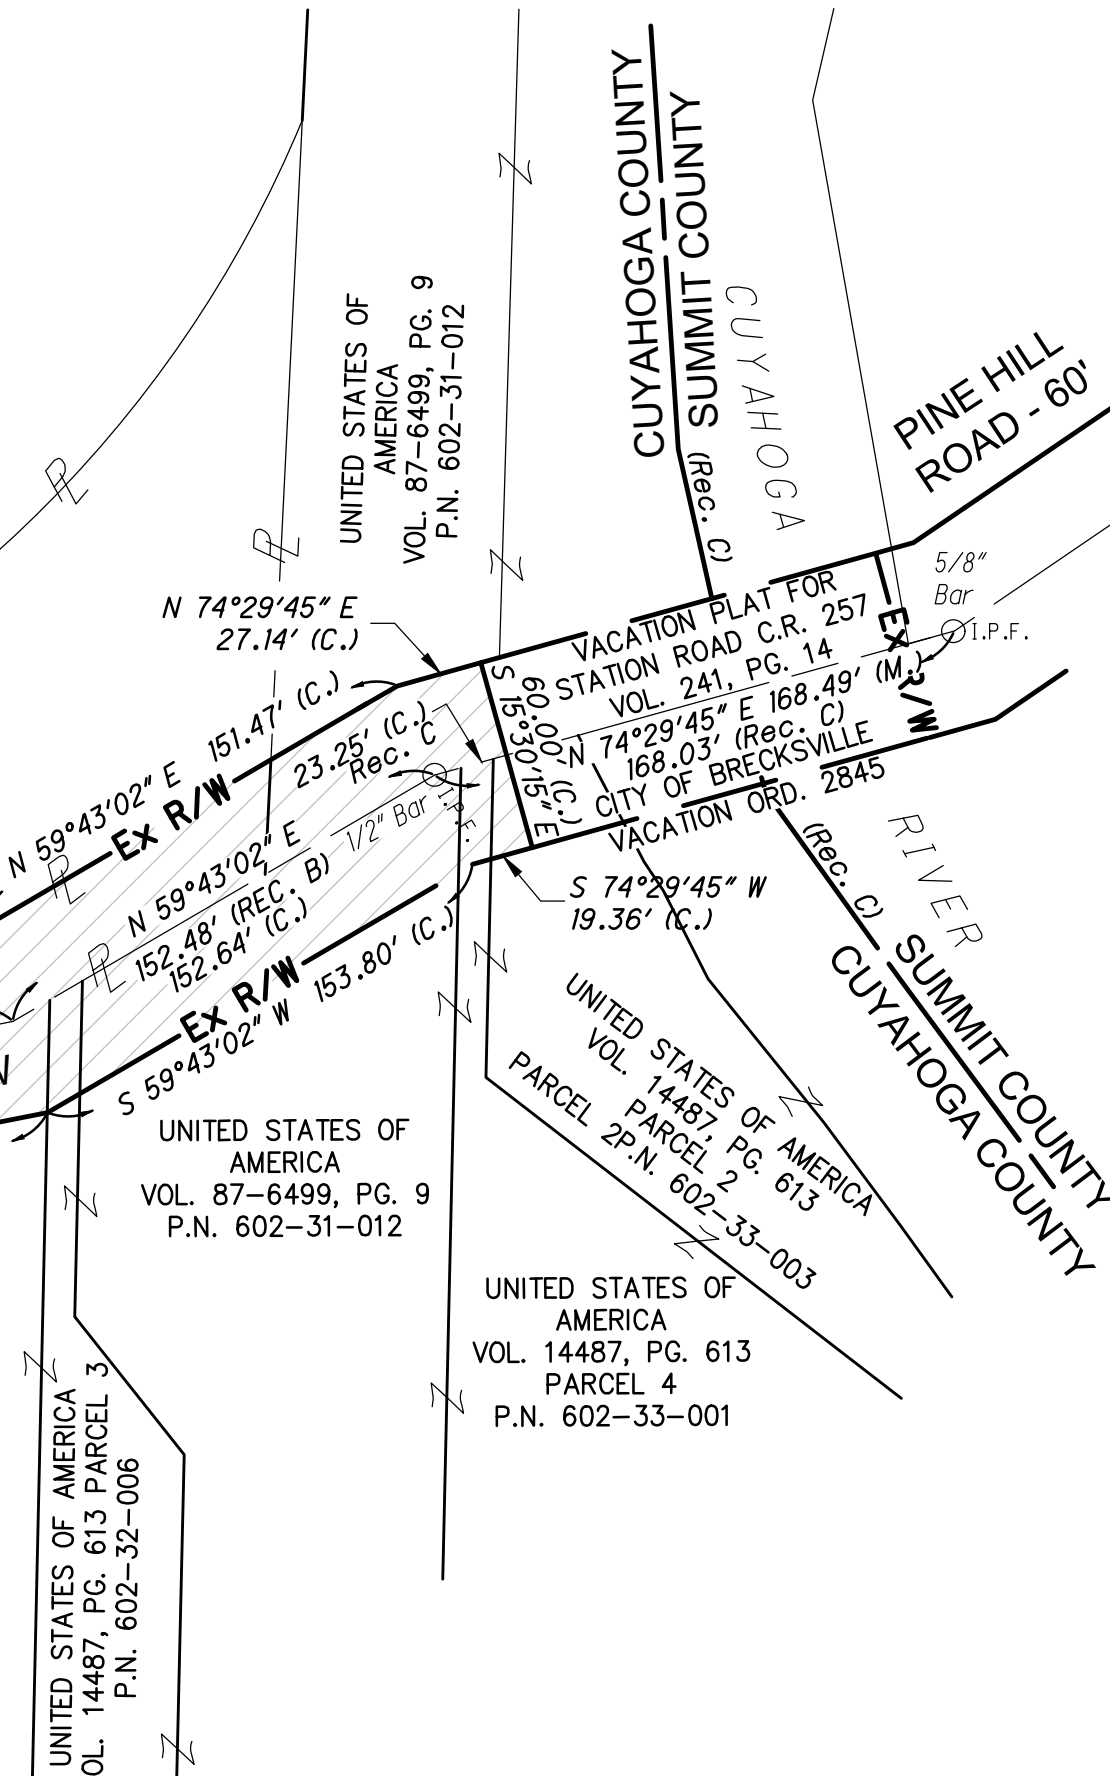 CUYAHOGA COUNTY
SUMMIT COUNTY
(Rec. C)
CUYAHOGA
PINE HILL
ROAD - 60'
UNITED STATES OF
AMERICA
VOL. 87-6499, PG. 9
P.N. 602-31-012
5/8"
Bar
I.P.F.
N 74°29'45" E
27.14' (C.)
VACATION PLAT FOR
STATION ROAD C.R. 257
VOL. 241, PG. 14
N 74°29'45" E 168.49' (M.)
168.03' (Rec. C)
CITY OF BRECKSVILLE
VACATION ORD. 2845
Ex R/W
S 15°30'15" E
60.00' (C.)
N 59°43'02" E 151.47' (C.)
Ex R/W
23.25' (C.)
Rec. C
1/2" Bar
I.P.F.
N 59°43'02" E
152.48' (REC. B)
152.64' (C.)
Ex R/W
S 59°43'02" W 153.80' (C.)
S 74°29'45" W
19.36' (C.)
(Rec. C)
RIVER
SUMMIT COUNTY
CUYAHOGA COUNTY
UNITED STATES OF AMERICA
VOL. 14487, PG. 613
PARCEL 2
PARCEL 2P.N. 602-33-003
UNITED STATES OF
AMERICA
VOL. 87-6499, PG. 9
P.N. 602-31-012
UNITED STATES OF
AMERICA
VOL. 14487, PG. 613
PARCEL 4
P.N. 602-33-001
UNITED STATES OF AMERICA
OL. 14487, PG. 613 PARCEL 3
P.N. 602-32-006